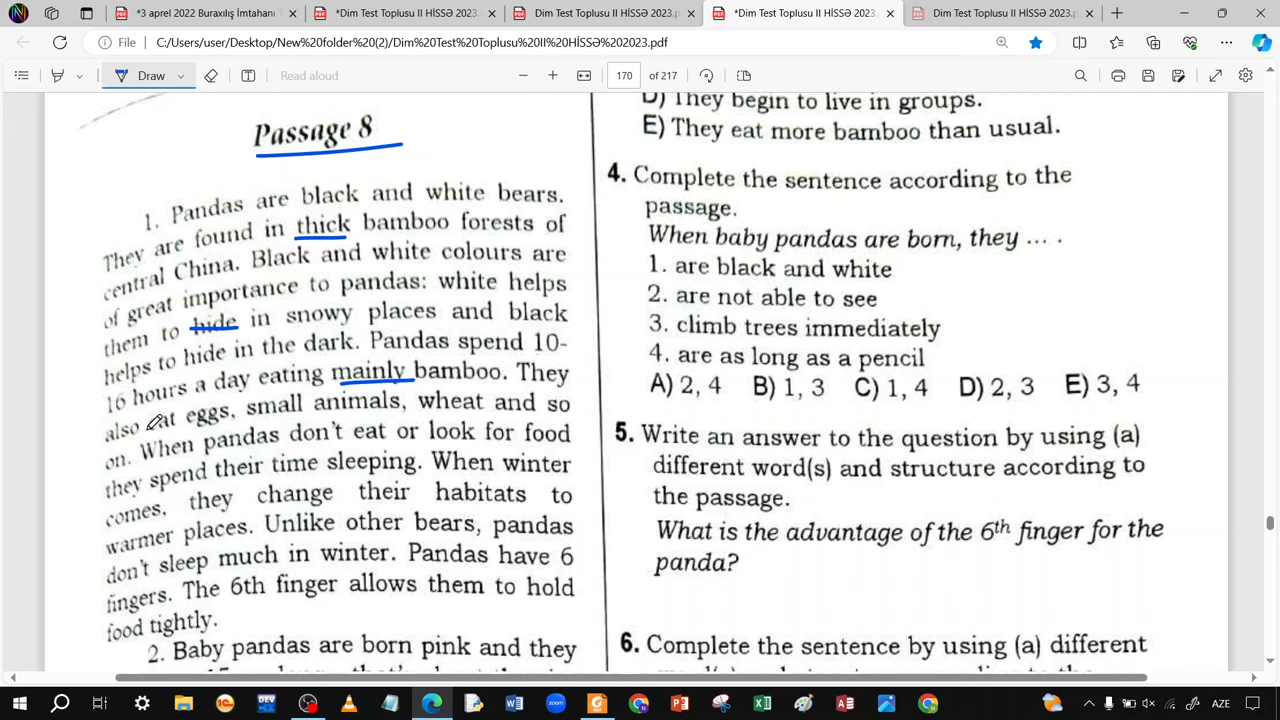 *3 aprel 2022 Buraxılış İmtahanı
*Dim Test Toplusu II HİSSƏ 2023.p
Dim Test Toplusu II HİSSƏ 2023.pdf
*Dim Test Toplusu II HİSSƏ 2023.p
Dim Test Toplusu II HİSSƏ 2023.pdf
File
C:/Users/user/Desktop/New%20folder%20(2)/Dim%20Test%20Toplusu%20II%20HİSSƏ%202023.pdf
Draw
Read aloud
170 of 217
Passage 8
1. Pandas are black and white bears.
They are found in thick bamboo forests of
central China. Black and white colours are
of great importance to pandas: white helps
them to hide in snowy places and black
helps to hide in the dark. Pandas spend 10-
16 hours a day eating mainly bamboo. They
also eat eggs, small animals, wheat and so
on. When pandas don't eat or look for food
they spend their time sleeping. When winter
comes, they change their habitats to
warmer places. Unlike other bears, pandas
don't sleep much in winter. Pandas have 6
fingers. The 6th finger allows them to hold
food tightly.
2. Baby pandas are born pink and they
D) They begin to live in groups.
E) They eat more bamboo than usual.
4. Complete the sentence according to the
passage.
When baby pandas are born, they ... .
1. are black and white
2. are not able to see
3. climb trees immediately
4. are as long as a pencil
A) 2, 4 B) 1, 3 C) 1, 4 D) 2, 3 E) 3, 4
5. Write an answer to the question by using (a)
different word(s) and structure according to
the passage.
What is the advantage of the 6th finger for the
panda?
6. Complete the sentence by using (a) different
AZE